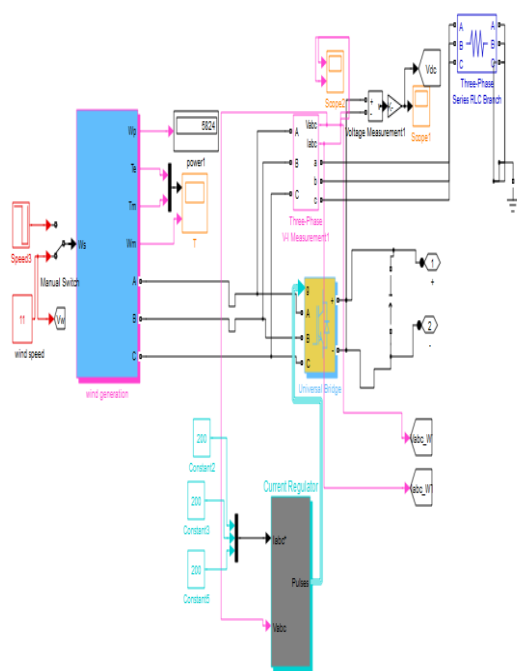 A
B
C
A
B
C
Three-Phase
Series RLC Branch
Vdc
Scope2
+
-
Voltage Measurement1
Scope1
Vabc
Iabc
A
B
C
a
b
c
Three-Phase
V-I Measurement1
5824
power1
Wp
Te
Tm
Wm
A
B
C
Ws
T
Speed3
Manual Switch
11
wind speed
Vw
wind generation
g
A
B
C
+
-
Universal Bridge
1
+
2
-
200
Constant2
200
Constant3
200
Constant5
Current Regulator
Iabc*
Pulses
Vabc